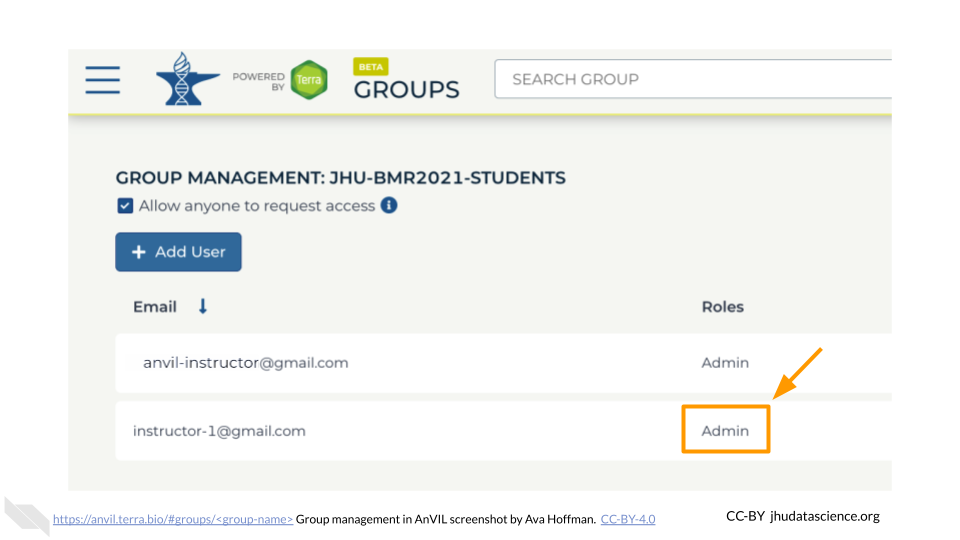 POWERED BY
Terra
BETA
GROUPS
SEARCH GROUP
GROUP MANAGEMENT: JHU-BMR2021-STUDENTS
Allow anyone to request access
+ Add User
Email Roles
anvil-instructor@gmail.com Admin
instructor-1@gmail.com Admin
https://anvil.terra.bio/#groups/<group-name> Group management in AnVIL screenshot by Ava Hoffman. CC-BY-4.0
CC-BY jhudatascience.org